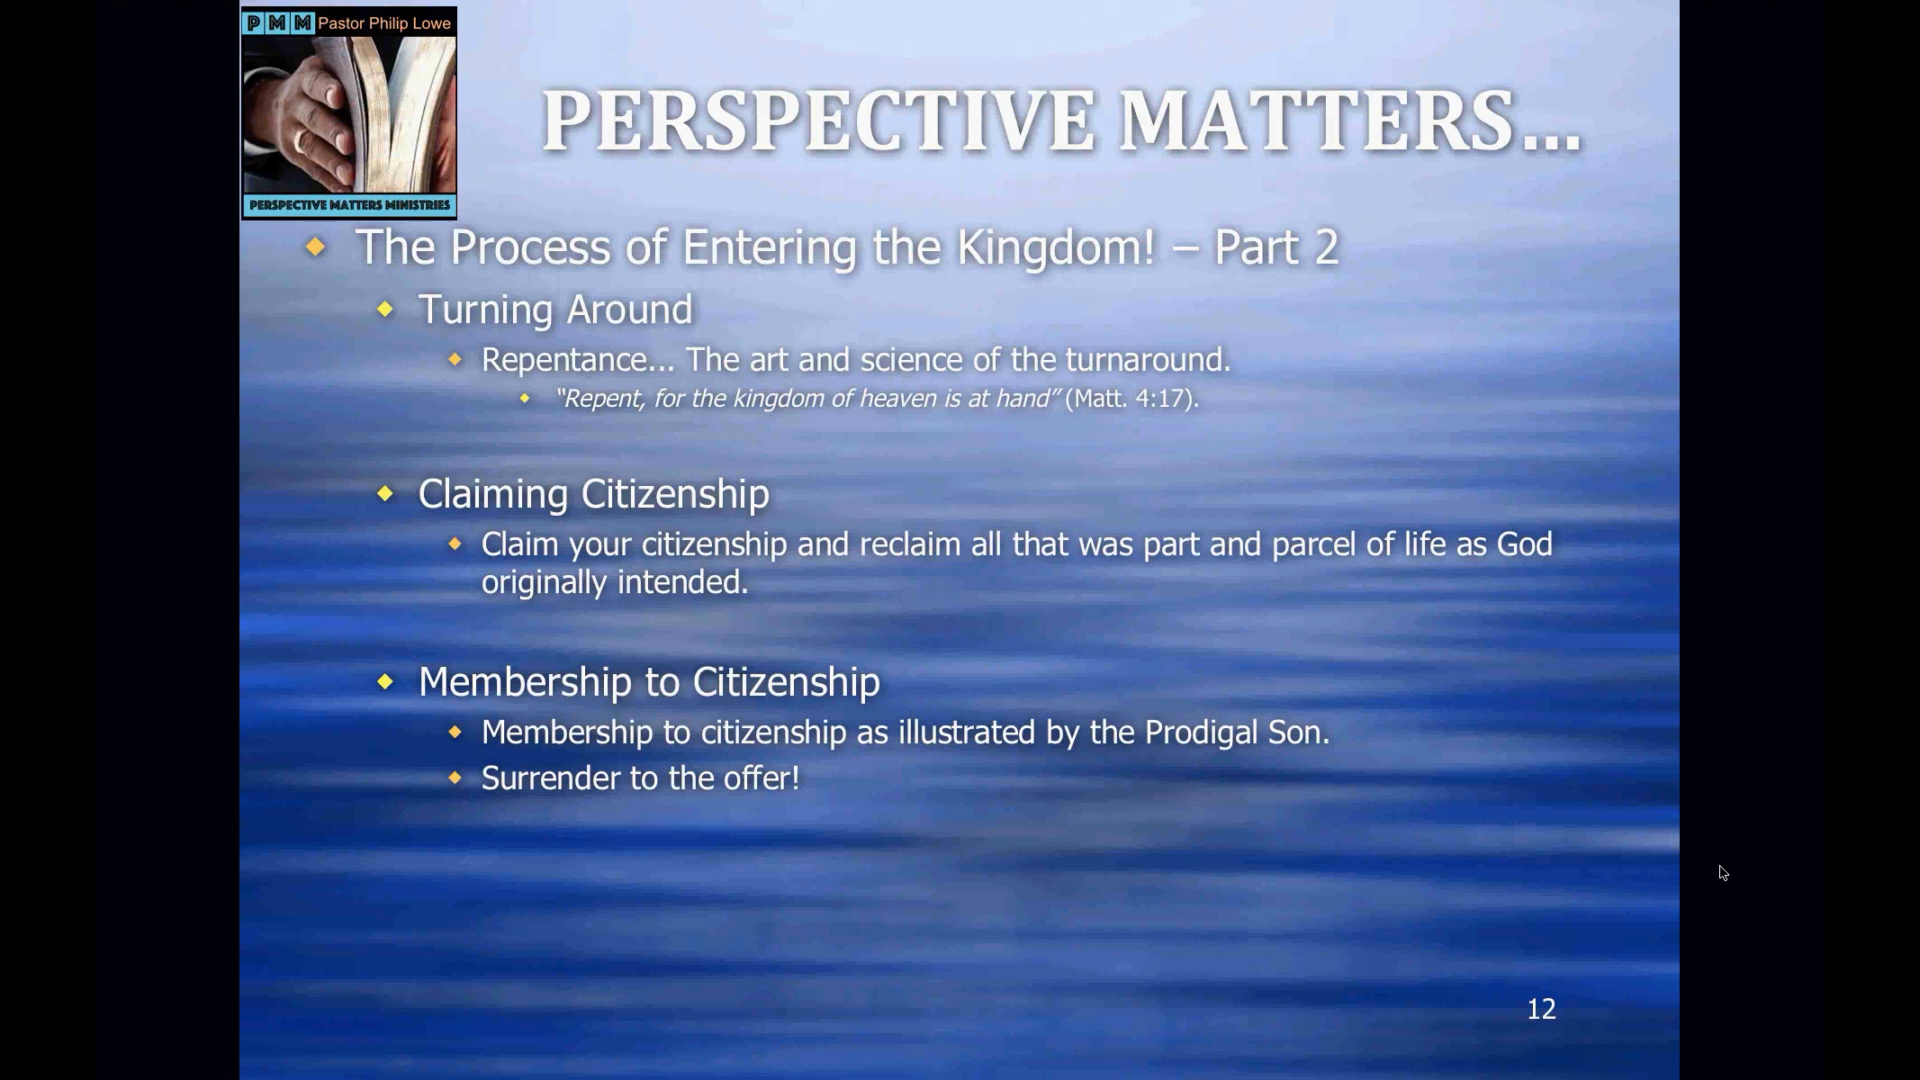 PMM Pastor Philip Lowe
PERSPECTIVE MATTERS MINISTRIES
PERSPECTIVE MATTERS...
The Process of Entering the Kingdom! – Part 2
Turning Around
Repentance... The art and science of the turnaround.
“Repent, for the kingdom of heaven is at hand” (Matt. 4:17).
Claiming Citizenship
Claim your citizenship and reclaim all that was part and parcel of life as God
originally intended.
Membership to Citizenship
Membership to citizenship as illustrated by the Prodigal Son.
Surrender to the offer!
12